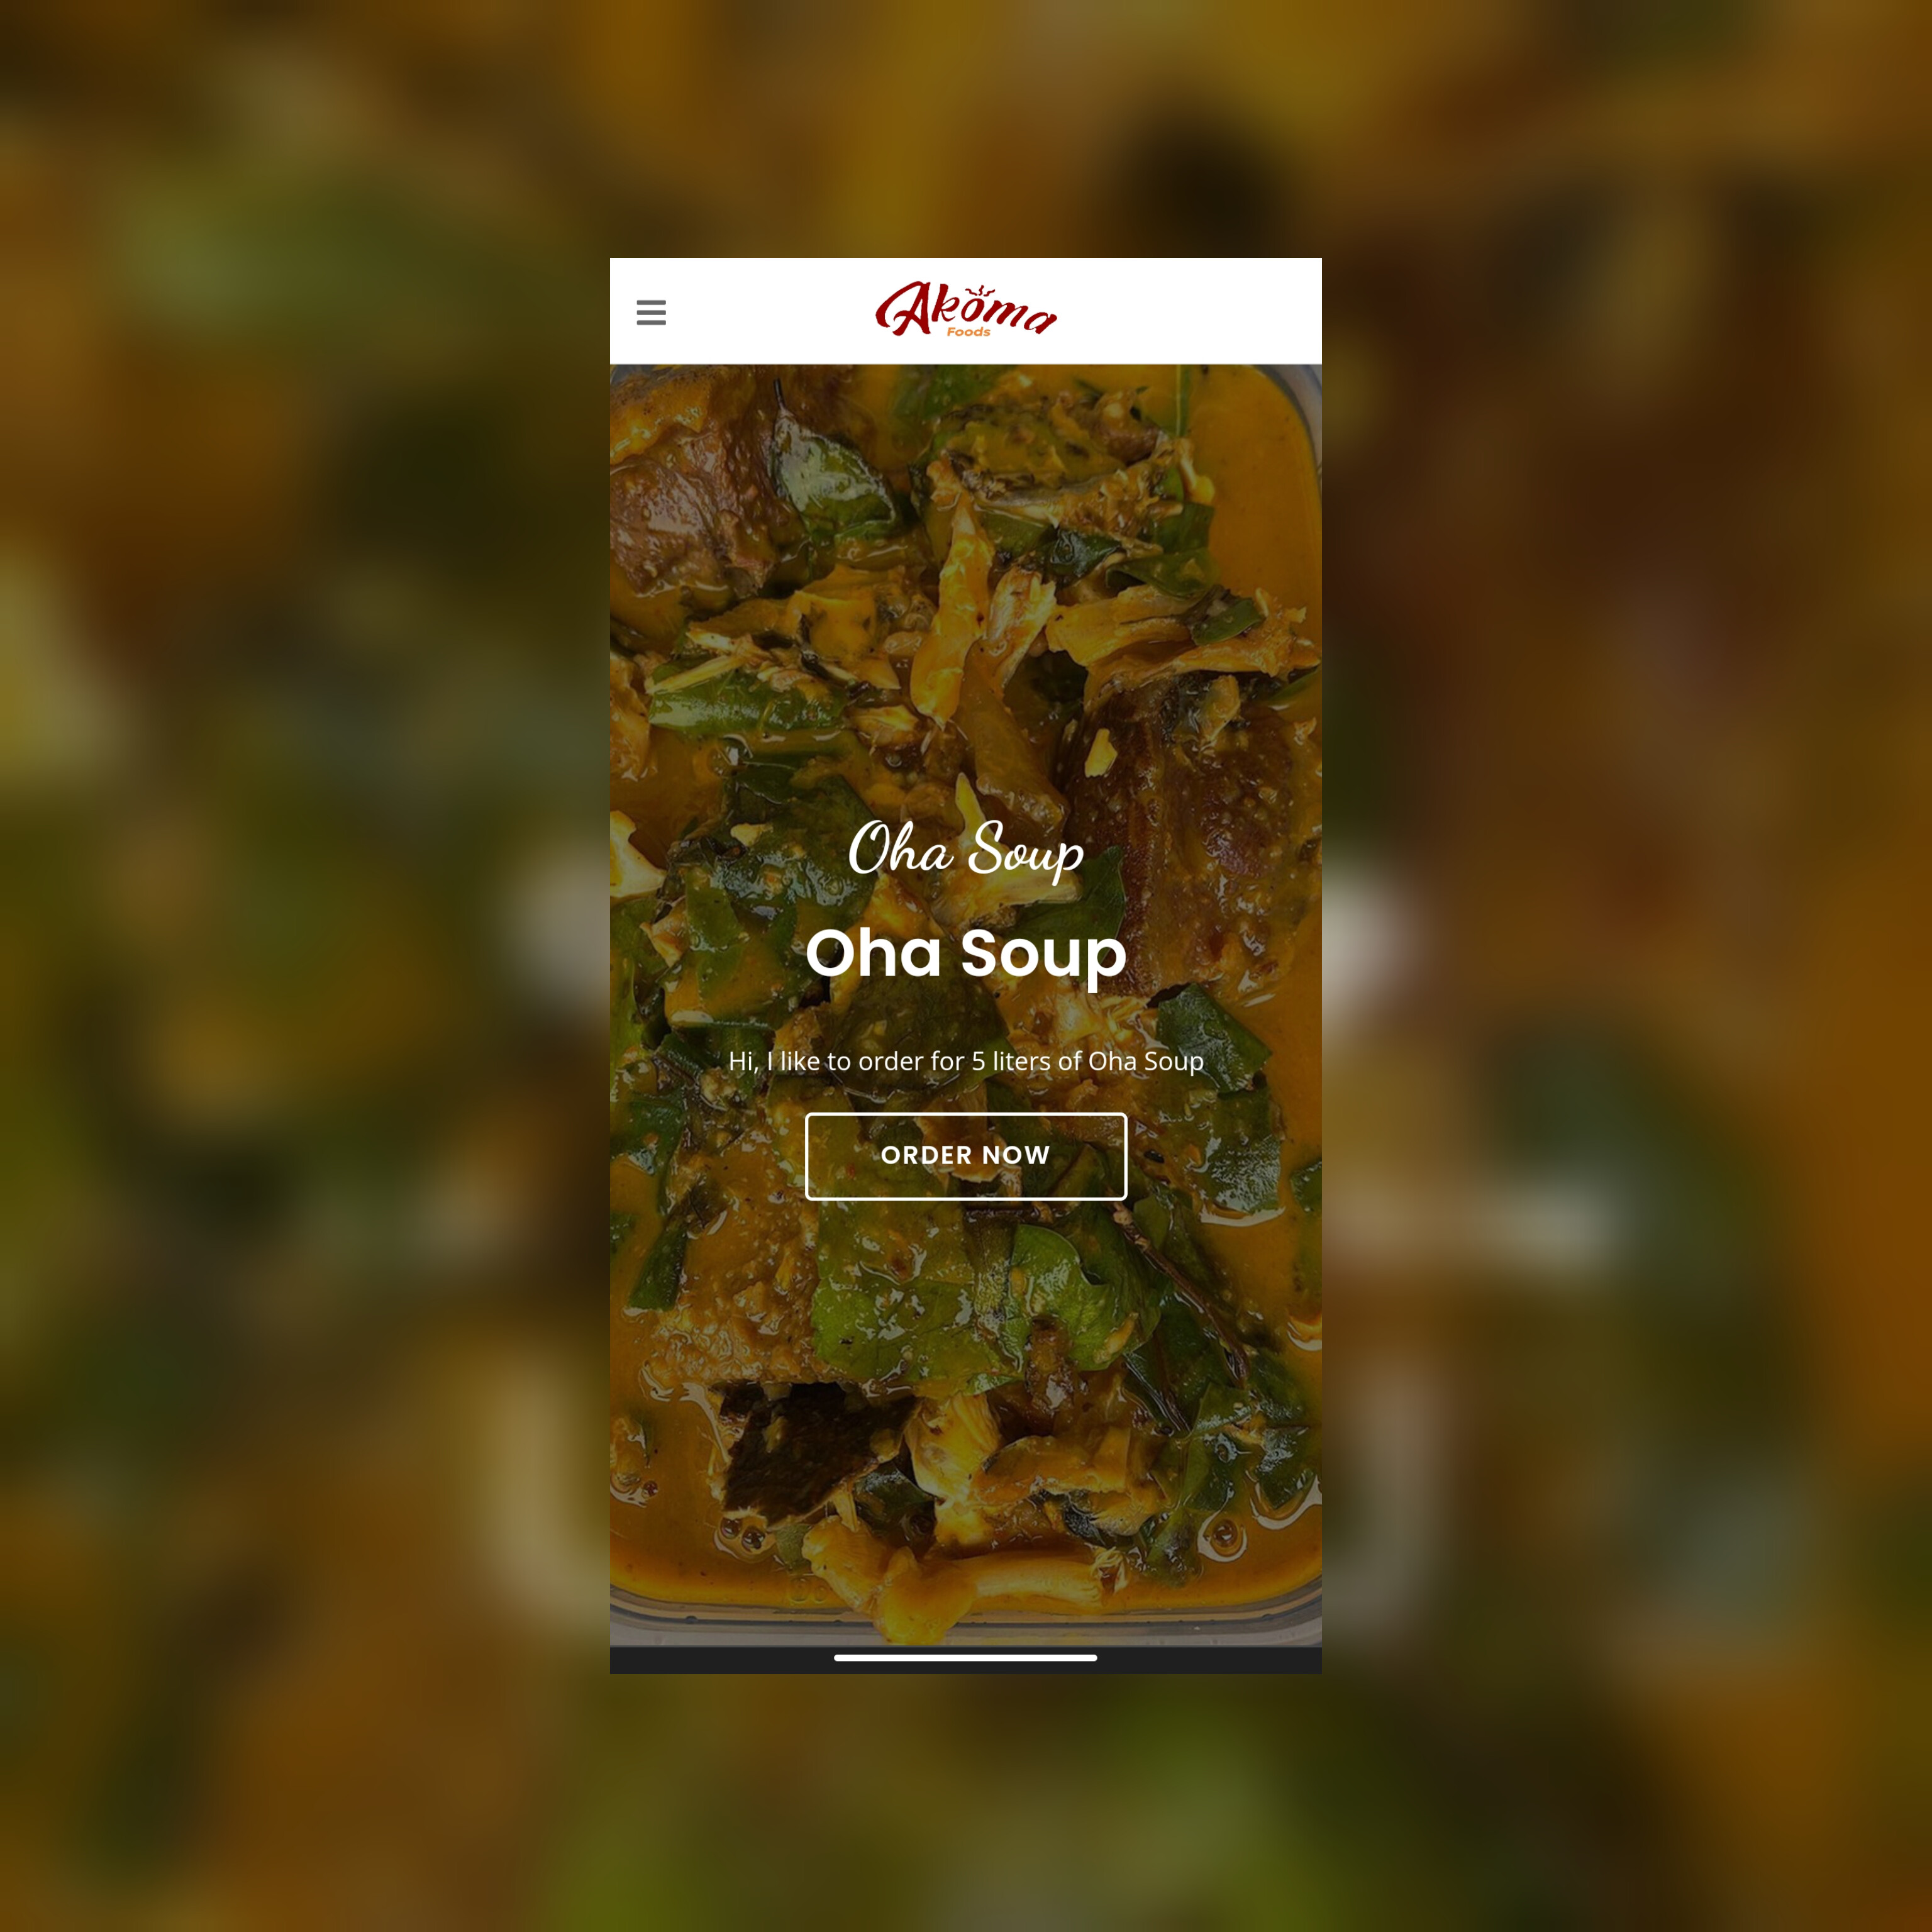 Akoma
Foods
Oha Soup
Oha Soup
Hi, I like to order for 5 liters of Oha Soup
ORDER NOW